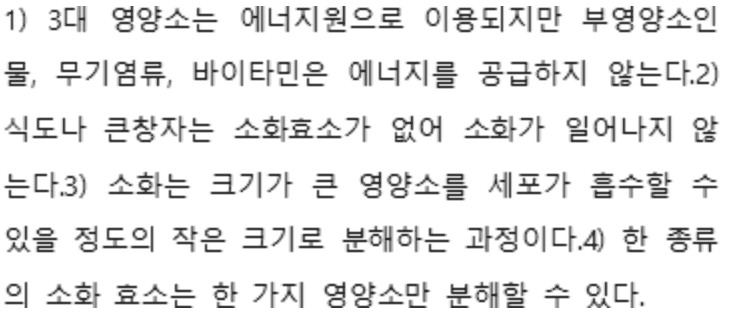 1) 3대 영양소는 에너지원으로 이용되지만 부영양소인
물, 무기염류, 바이타민은 에너지를 공급하지 않는다.2)
식도나 큰창자는 소화효소가 없어 소화가 일어나지 않
는다.3) 소화는 크기가 큰 영양소를 세포가 흡수할 수
있을 정도의 작은 크기로 분해하는 과정이다.4) 한 종류
의 소화 효소는 한 가지 영양소만 분해할 수 있다.